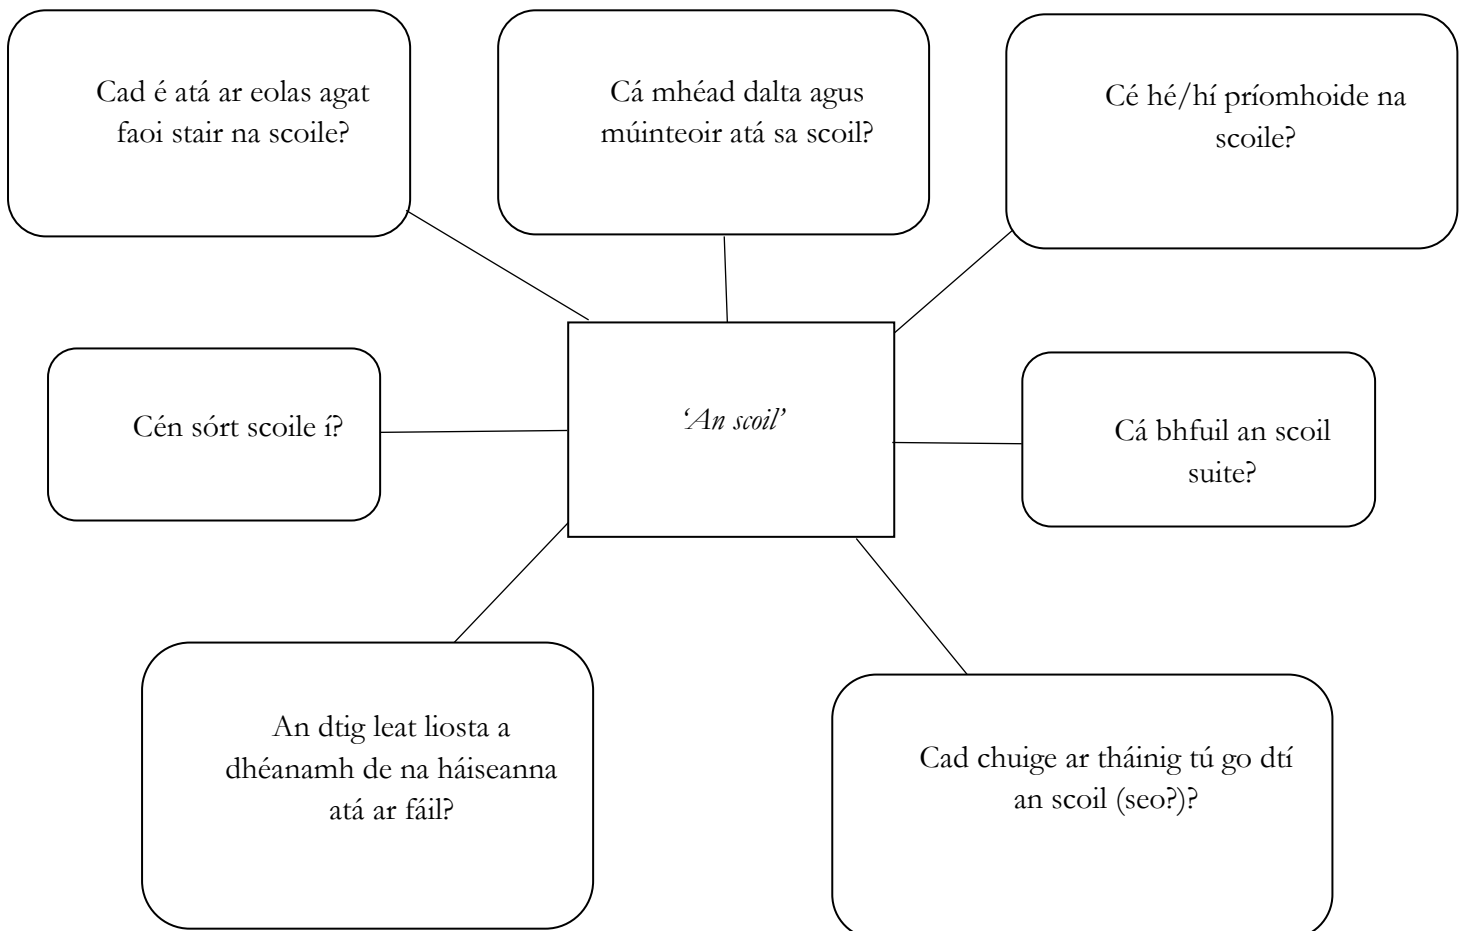 Cad é atá ar eolas agat
faoi stair na scoile?
Cá mhéad dalta agus
múinteoir atá sa scoil?
Cé hé/hí príomhoide na
scoile?
Cén sórt scoile í?
‘An scoil’
Cá bhfuil an scoil
suite?
An dtig leat liosta a
dhéanamh de na háiseanna
atá ar fáil?
Cad chuige ar tháinig tú go dtí
an scoil (seo?)?